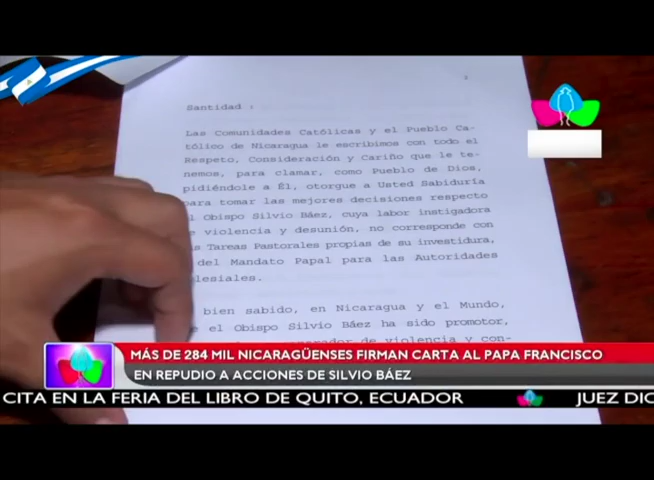 Santidad :
Las Comunidades Católicas y el Pueblo Ca-
tólico de Nicaragua le escribimos con todo el
Respeto, Consideración y Cariño que le te-
nemos, para clamar, como Pueblo de Dios,
pidiéndole a Él, otorgue a Usted Sabiduría
para tomar las mejores decisiones respecto
l Obispo Silvio Báez, cuya labor instigadora
e violencia y desunión, no corresponde con
s Tareas Pastorales propias de su investidura,
del Mandato Papal para las Autoridades
lesiales.
bien sabido, en Nicaragua y el Mundo,
e el Obispo Silvio Báez ha sido promotor,
de violencia y con-
MÁS DE 284 MIL NICARAGÜENSES FIRMAN CARTA AL PAPA FRANCISCO
EN REPUDIO A ACCIONES DE SILVIO BÁEZ
CITA EN LA FERIA DEL LIBRO DE QUITO, ECUADOR JUEZ DIC